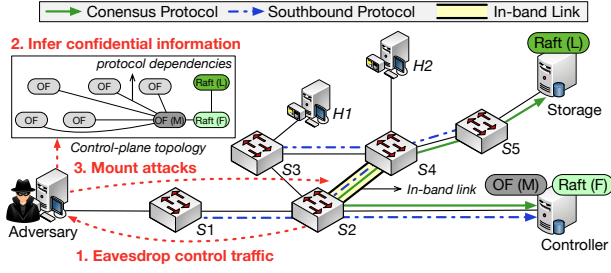 Conensus Protocol
Southbound Protocol
In-band Link
2. Infer confidential information
protocol dependencies
OF
OF
OF
Raft (L)
OF
OF
OF (M)
Raft (F)
Control-plane topology
H1
H2
Raft (L)
Storage
S3
S4
S5
3. Mount attacks
In-band link
OF (M)
Raft (F)
Adversary
S1
S2
Controller
1. Eavesdrop control traffic